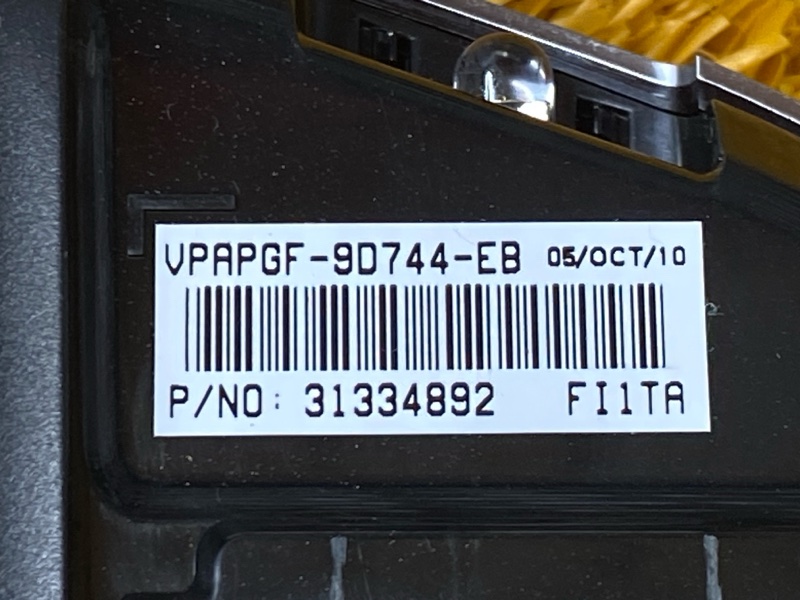 VPAPGF-9D744-EB 05/OCT/10
P/NO: 31334892 FI1TA